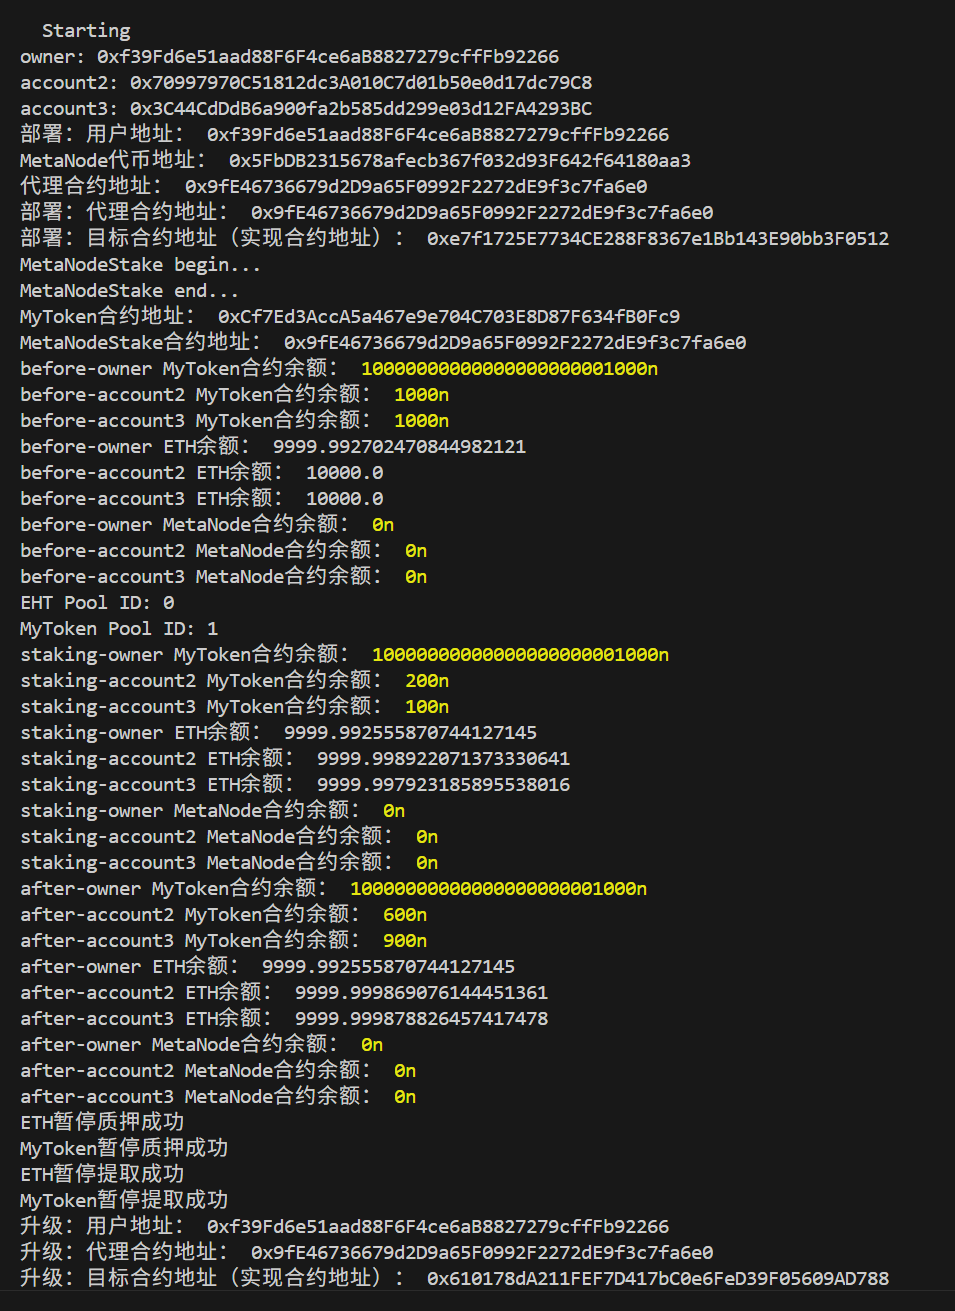 Starting
owner: 0xf39Fd6e51aad88F6F4ce6aB8827279cffFb92266
account2: 0x70997970C51812dc3A010C7d01b50e0d17dc79C8
account3: 0x3C44CdDdB6a900fa2b585dd299e03d12FA4293BC
部署：用户地址： 0xf39Fd6e51aad88F6F4ce6aB8827279cffFb92266
MetaNode代币地址： 0x5FbDB2315678afecb367f032d93F642f64180aa3
代理合约地址： 0x9fE46736679d2D9a65F0992F2272dE9f3c7fa6e0
部署：代理合约地址： 0x9fE46736679d2D9a65F0992F2272dE9f3c7fa6e0
部署：目标合约地址（实现合约地址）： 0xe7f1725E7734CE288F8367e1Bb143E90bb3F0512
MetaNodeStake begin...
MetaNodeStake end...
MyToken合约地址： 0xCf7Ed3AccA5a467e9e704C703E8D87F634fB0Fc9
MetaNodeStake合约地址： 0x9fE46736679d2D9a65F0992F2272dE9f3c7fa6e0
before-owner MyToken合约余额： 10000000000000000000001000n
before-account2 MyToken合约余额： 1000n
before-account3 MyToken合约余额： 1000n
before-owner ETH余额： 9999.992702470844982121
before-account2 ETH余额： 10000.0
before-account3 ETH余额： 10000.0
before-owner MetaNode合约余额： 0n
before-account2 MetaNode合约余额： 0n
before-account3 MetaNode合约余额： 0n
EHT Pool ID: 0
MyToken Pool ID: 1
staking-owner MyToken合约余额： 10000000000000000000001000n
staking-account2 MyToken合约余额： 200n
staking-account3 MyToken合约余额： 100n
staking-owner ETH余额： 9999.992555870744127145
staking-account2 ETH余额： 9999.998922071373330641
staking-account3 ETH余额： 9999.997923185895538016
staking-owner MetaNode合约余额： 0n
staking-account2 MetaNode合约余额： 0n
staking-account3 MetaNode合约余额： 0n
after-owner MyToken合约余额： 10000000000000000000001000n
after-account2 MyToken合约余额： 600n
after-account3 MyToken合约余额： 900n
after-owner ETH余额： 9999.992555870744127145
after-account2 ETH余额： 9999.999869076144451361
after-account3 ETH余额： 9999.999878826457417478
after-owner MetaNode合约余额： 0n
after-account2 MetaNode合约余额： 0n
after-account3 MetaNode合约余额： 0n
ETH暂停质押成功
MyToken暂停质押成功
ETH暂停提取成功
MyToken暂停提取成功
升级：用户地址： 0xf39Fd6e51aad88F6F4ce6aB8827279cffFb92266
升级：代理合约地址： 0x9fE46736679d2D9a65F0992F2272dE9f3c7fa6e0
升级：目标合约地址（实现合约地址）： 0x610178dA211FEF7D417bC0e6FeD39F05609AD788